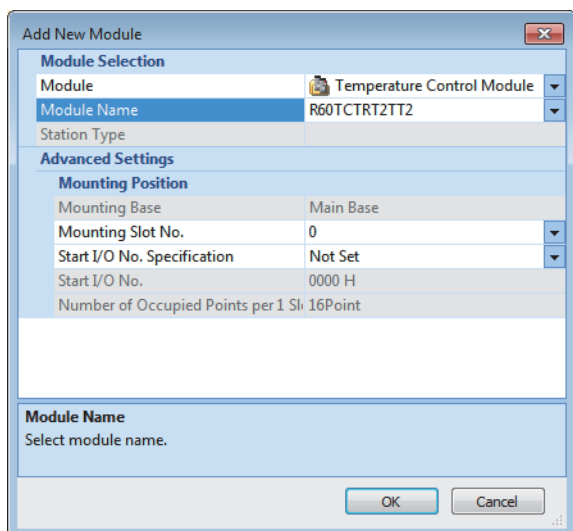 Add New Module
Module Selection
Module Temperature Control Module
Module Name R60TCTRT2TT2
Station Type
Advanced Settings
Mounting Position
Mounting Base Main Base
Mounting Slot No. 0
Start I/O No. Specification Not Set
Start I/O No. 0000 H
Number of Occupied Points per 1 Sl 16Point
Module Name
Select module name.
OK Cancel